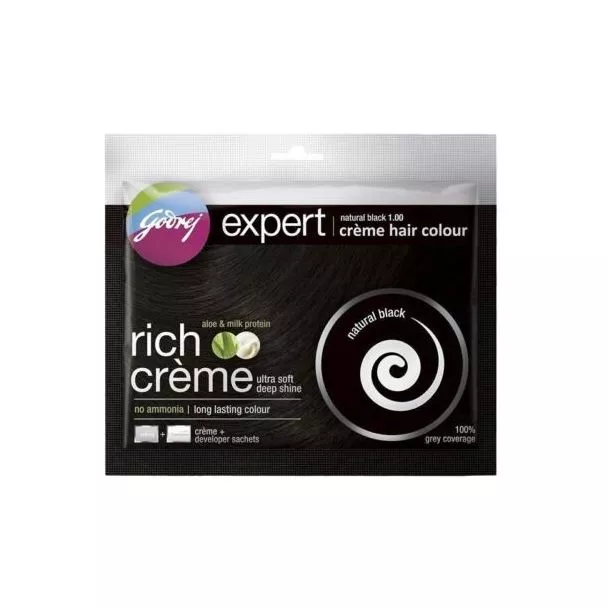 Godrej
expert
natural black 1.00
crème hair colour
aloe & milk protein
rich
crème
ultra soft
deep shine
no ammonia | long lasting colour
+
crème +
developer sachets
natural black
100%
grey coverage